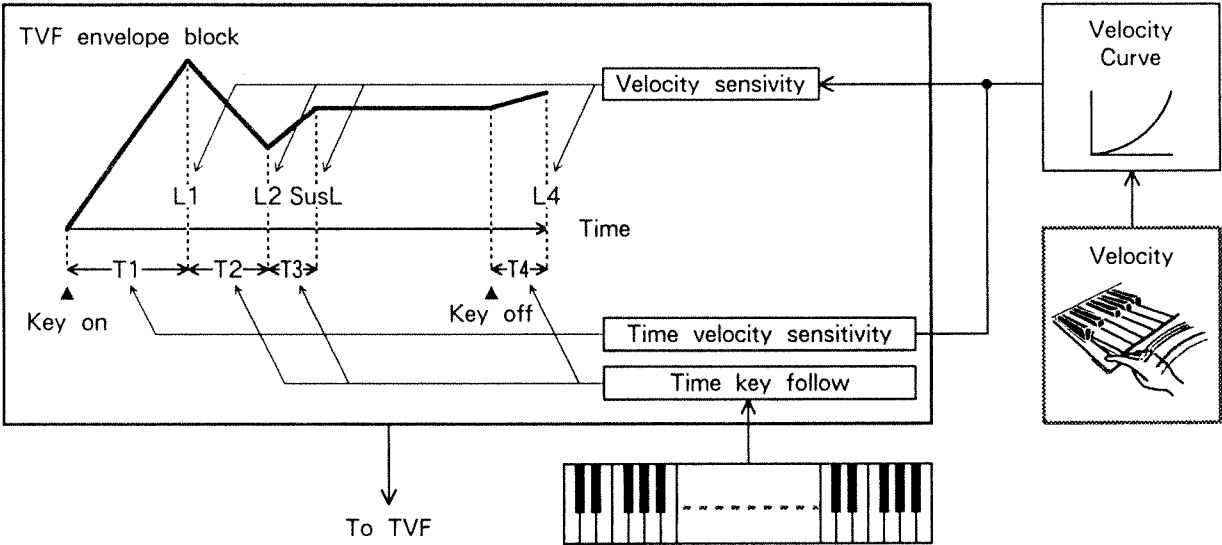 TVF envelope block
Velocity sensivity
Velocity
Curve
L1
L2
SusL
L4
Time
T1
T2
T3
T4
Key on
Key off
Velocity
Time velocity sensitivity
Time key follow
To TVF